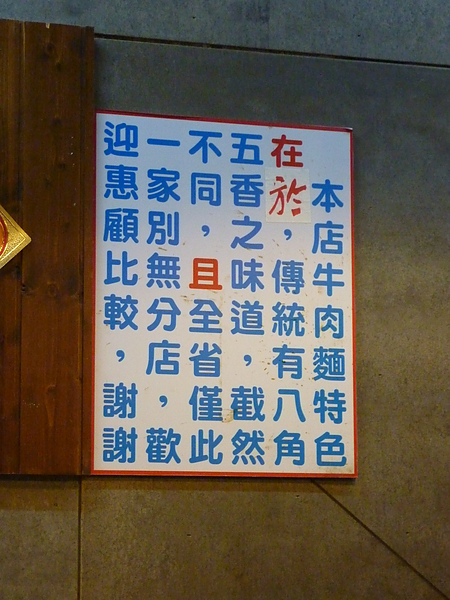 本店牛肉麵特色
在於，傳統有八角
五香之味道，截然
不同，且全省僅此
一家別無分店，歡
迎惠顧比較，謝謝